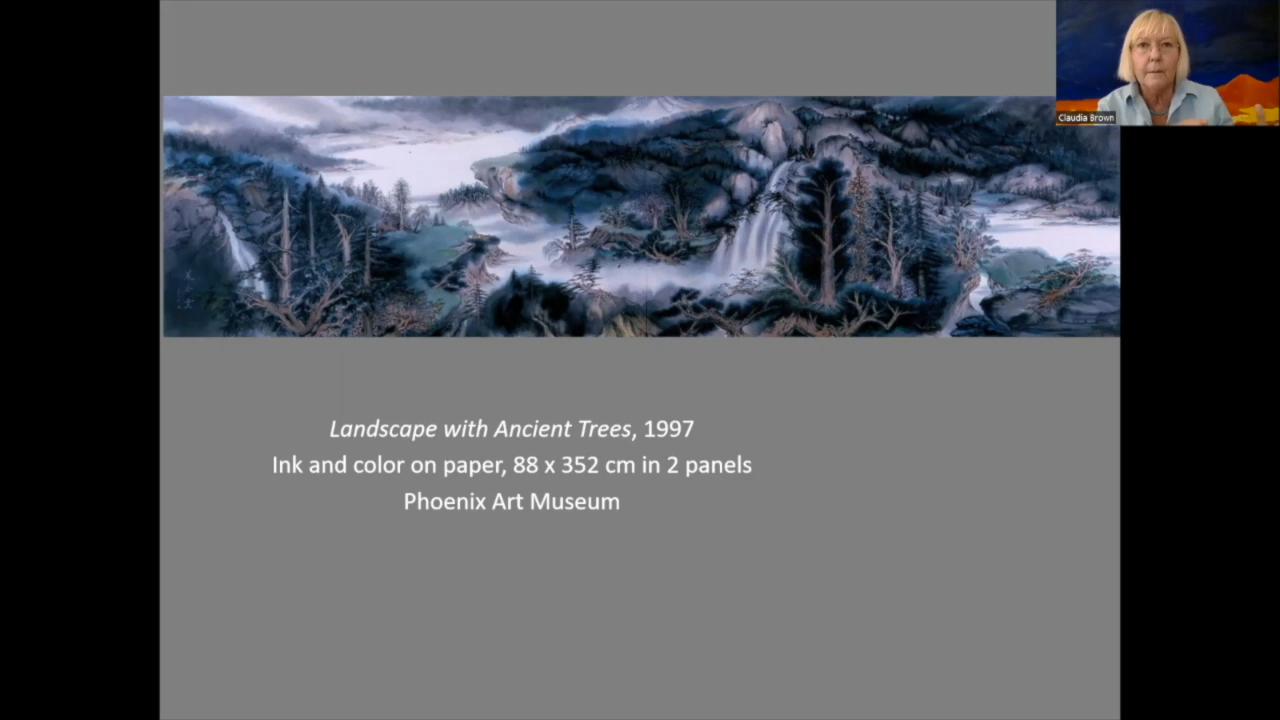 Claudia Brown
Landscape with Ancient Trees, 1997
Ink and color on paper, 88 x 352 cm in 2 panels
Phoenix Art Museum